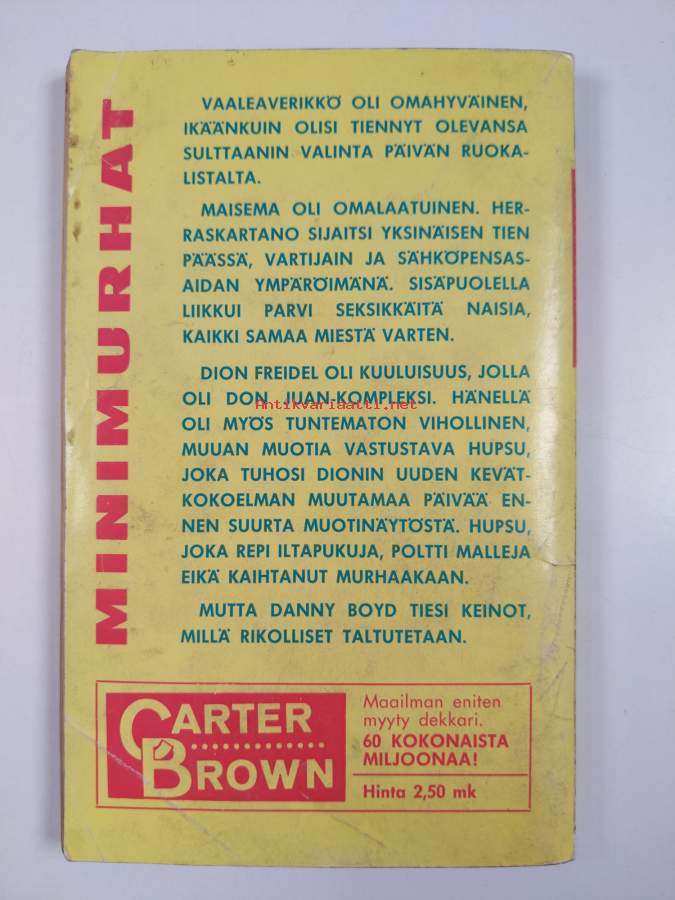 MINIMURHAT
VAALEAVERIKKÖ OLI OMAHYVÄINEN,
IKÄÄNKUIN OLISI TIENNYT OLEVANSA
SULTTAANIN VALINTA PÄIVÄN RUOKA-
LISTALTA.
MAISEMA OLI OMALAATUINEN. HER-
RASKARTANO SIJAITSI YKSINÄISEN TIEN
PÄÄSSÄ, VARTIJAIN JA SÄHKÖPENSAS-
AIDAN YMPÄRÖIMÄNÄ. SISÄPUOLELLA
LIIKKUI PARVI SEKSIKKÄITÄ NAISIA,
KAIKKI SAMAA MIESTÄ VARTEN.
DION FREIDEL OLI KUULUISUUS, JOLLA
OLI DON JUAN-KOMPLEKSI. HÄNELLÄ
Antikvariaatti.net
OLI MYÖS TUNTEMATON VIHOLLINEN,
MUUAN MUOTIA VASTUSTAVA HUPSU,
JOKA TUHOSI DIONIN UUDEN KEVÄT-
KOKOELMAN MUUTAMAA PÄIVÄÄ EN-
NEN SUURTA MUOTINÄYTÖSTÄ. HUPSU,
JOKA REPI ILTAPUKUJA, POLTTI MALLEJA
EIKÄ KAIHTANUT MURHAAKAAN.
MUTTA DANNY BOYD TIESI KEINOT,
MILLÄ RIKOLLISET TALTUTETAAN.
CARTER
BROWN
Maailman eniten
myyty dekkari.
60 KOKONAISTA
MILJOONAA!
Hinta 2,50 mk